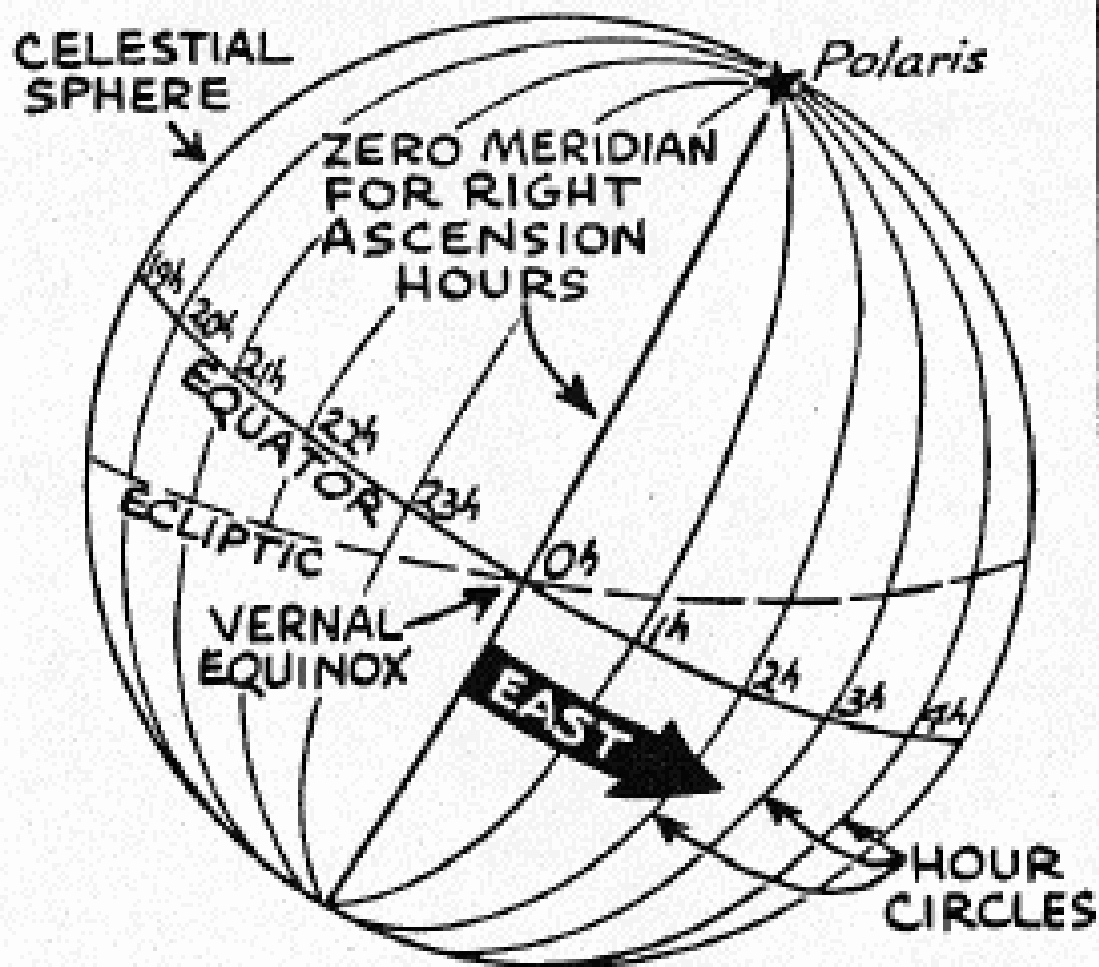 CELESTIAL
SPHERE
Polaris
ZERO MERIDIAN
FOR RIGHT
ASCENSION
HOURS
19h
20h
21h
22h
23h
0h
1h
2h
3h
4h
EQUATOR
ECLIPTIC
VERNAL
EQUINOX
EAST
HOUR
CIRCLES